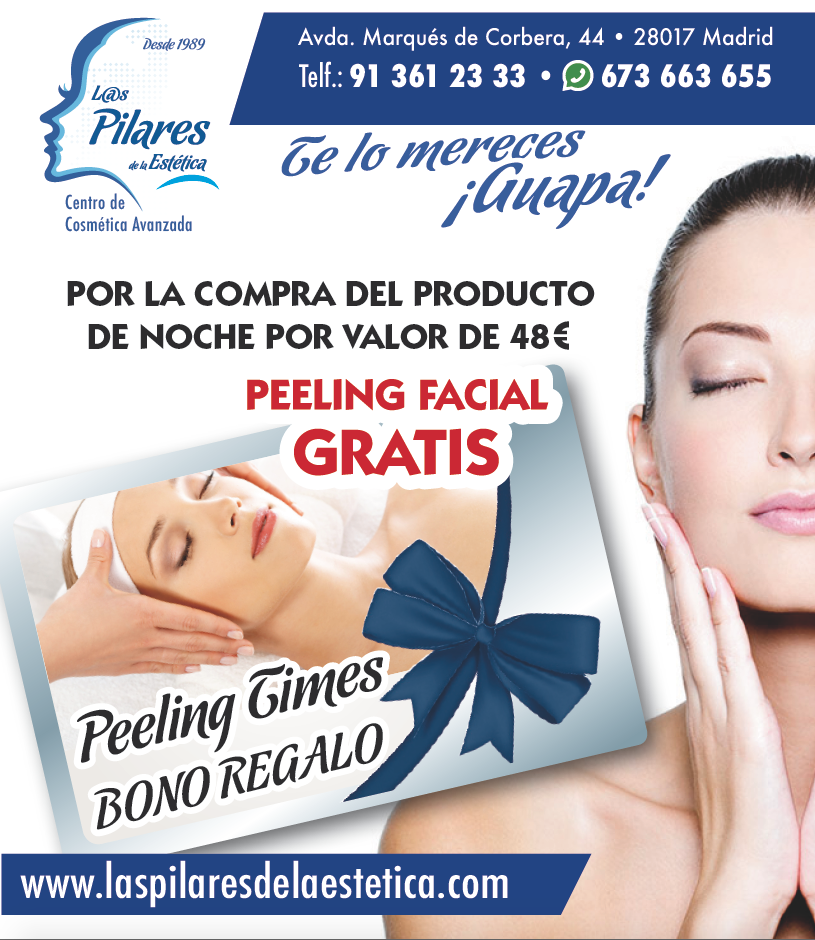 Desde 1989
L@s
Pilares
de la Estética
Centro de
Cosmética Avanzada
Avda. Marqués de Corbera, 44 • 28017 Madrid
Telf.: 91 361 23 33 • 673 663 655
Te lo mereces
¡Guapa!
POR LA COMPRA DEL PRODUCTO
DE NOCHE POR VALOR DE 48€
PEELING FACIAL
GRATIS
Peeling Times
BONO REGALO
www.laspilaresdelaestetica.com